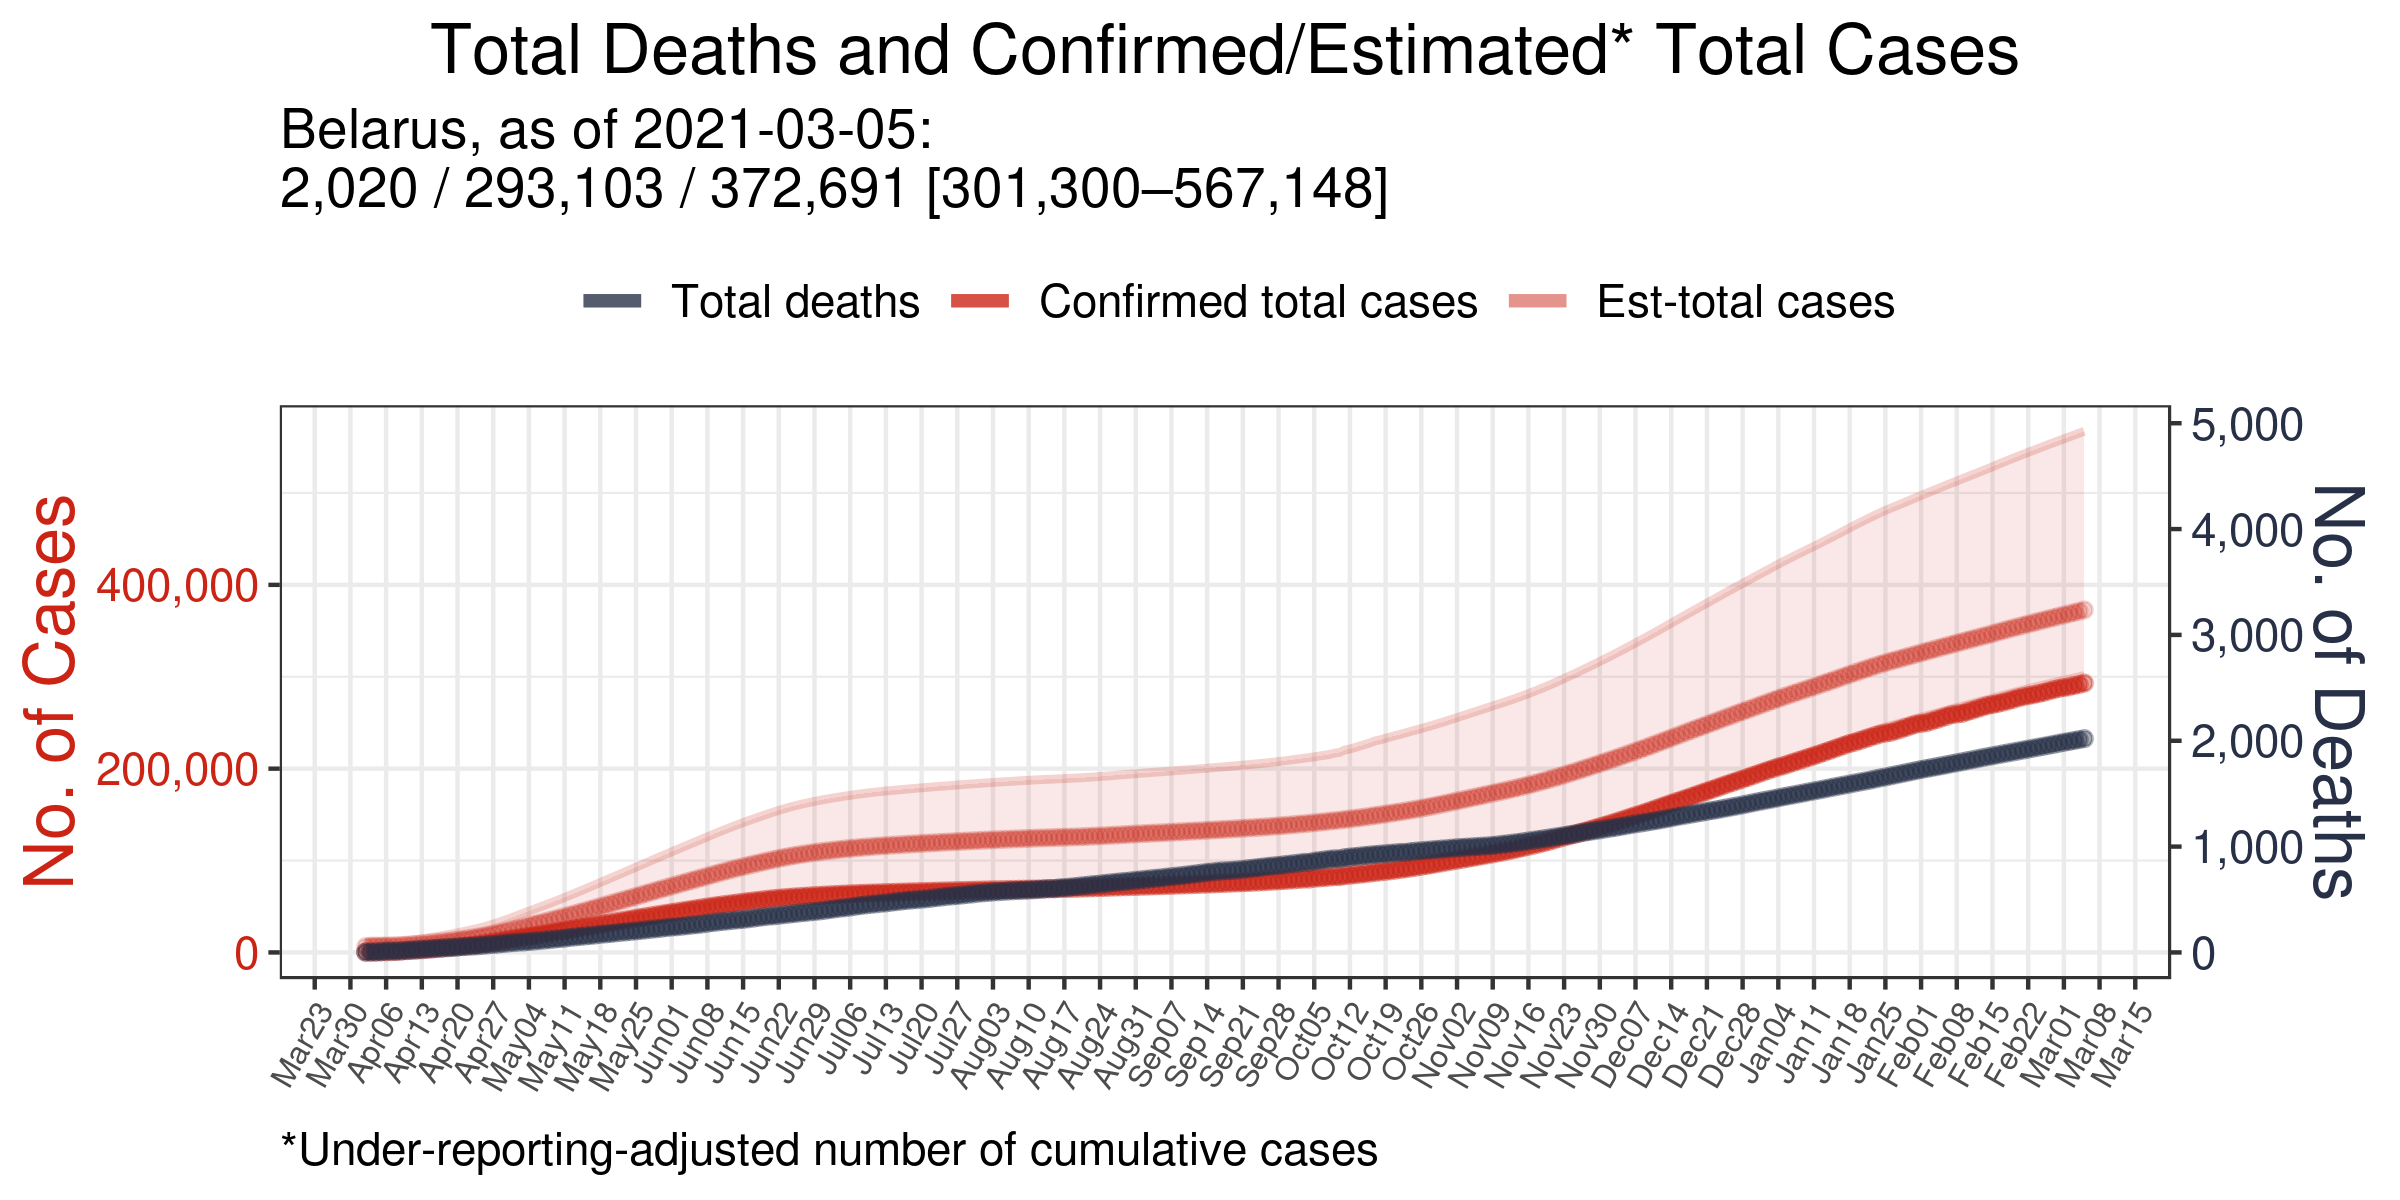 Total Deaths and Confirmed/Estimated* Total Cases
Belarus, as of 2021-03-05:
2,020 / 293,103 / 372,691 [301,300–567,148]
Total deaths
Confirmed total cases
Est-total cases
No. of Cases
400,000
200,000
0
5,000
4,000
3,000
2,000
1,000
0
No. of Deaths
Mar23
Mar30
Apr06
Apr13
Apr20
Apr27
May04
May11
May18
May25
Jun01
Jun08
Jun15
Jun22
Jun29
Jul06
Jul13
Jul20
Jul27
Aug03
Aug10
Aug17
Aug24
Aug31
Sep07
Sep14
Sep21
Sep28
Oct05
Oct12
Oct19
Oct26
Nov02
Nov09
Nov16
Nov23
Nov30
Dec07
Dec14
Dec21
Dec28
Jan04
Jan11
Jan18
Jan25
Feb01
Feb08
Feb15
Feb22
Mar01
Mar08
Mar15
*Under-reporting-adjusted number of cumulative cases